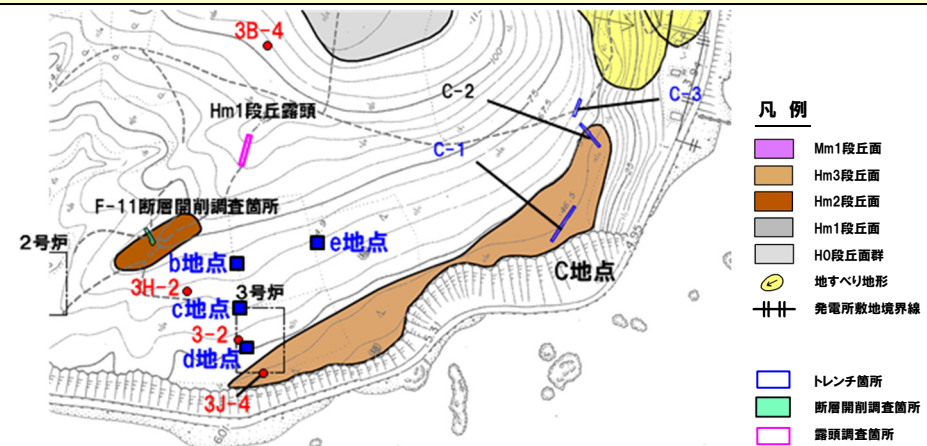 3B-4
C-2
C-3
Hm1段丘露頭
C-1
F-11断層開削調査箇所
2号炉
b地点
e地点
C地点
3H-2
c地点
3号炉
3-2
d地点
3J-4
凡 例
Mm1段丘面
Hm3段丘面
Hm2段丘面
Hm1段丘面
H0段丘面群
地すべり地形
発電所敷地境界線
トレンチ箇所
断層開削調査箇所
露頭調査箇所